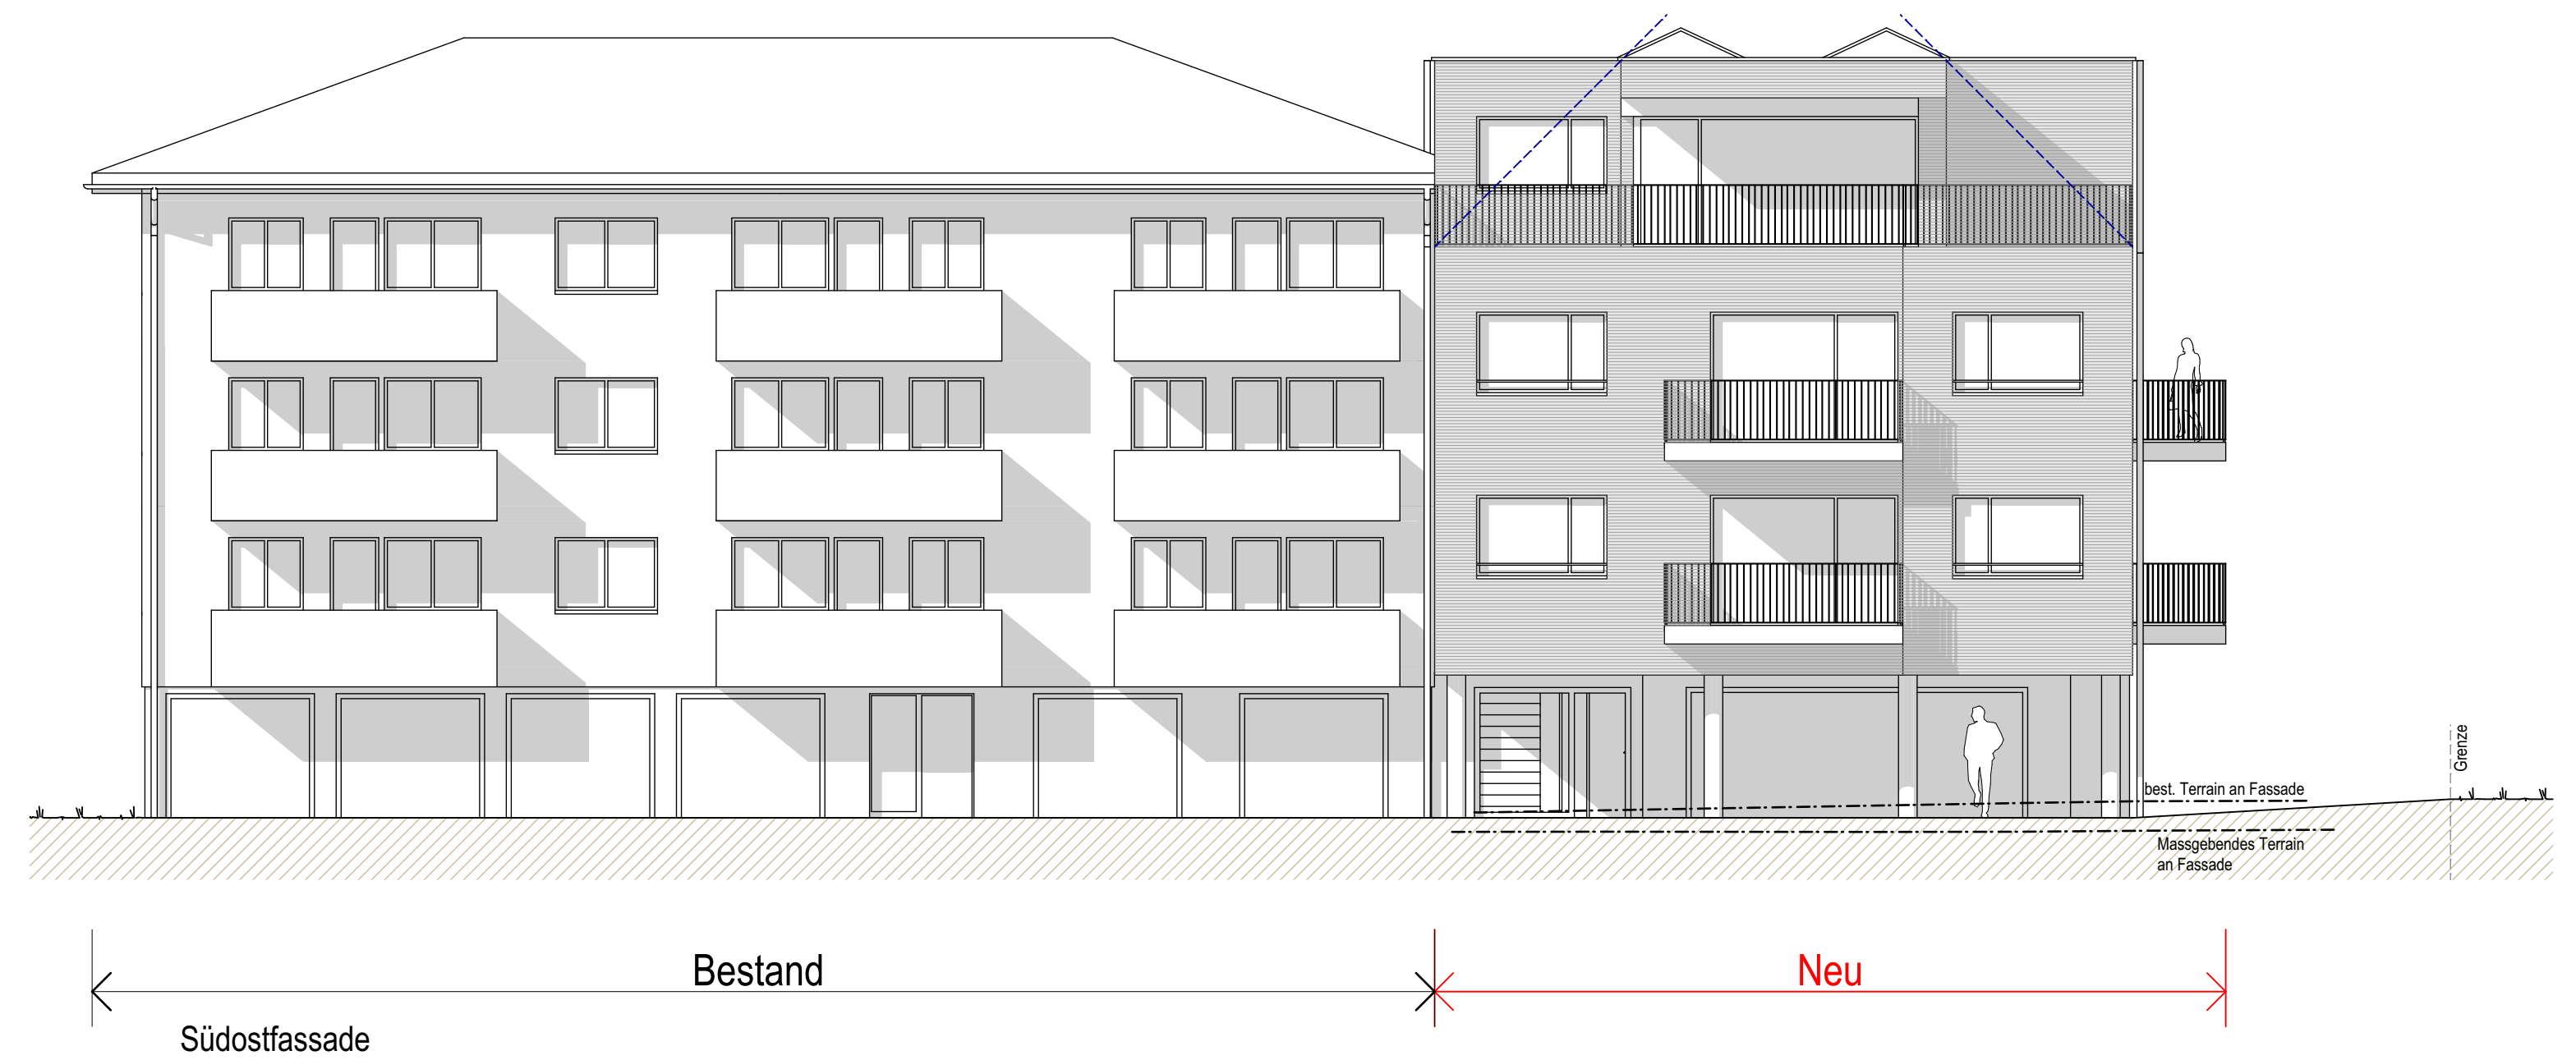 Grenze
best. Terrain an Fassade
Massgebendes Terrain
an Fassade
Bestand
Neu
Südostfassade